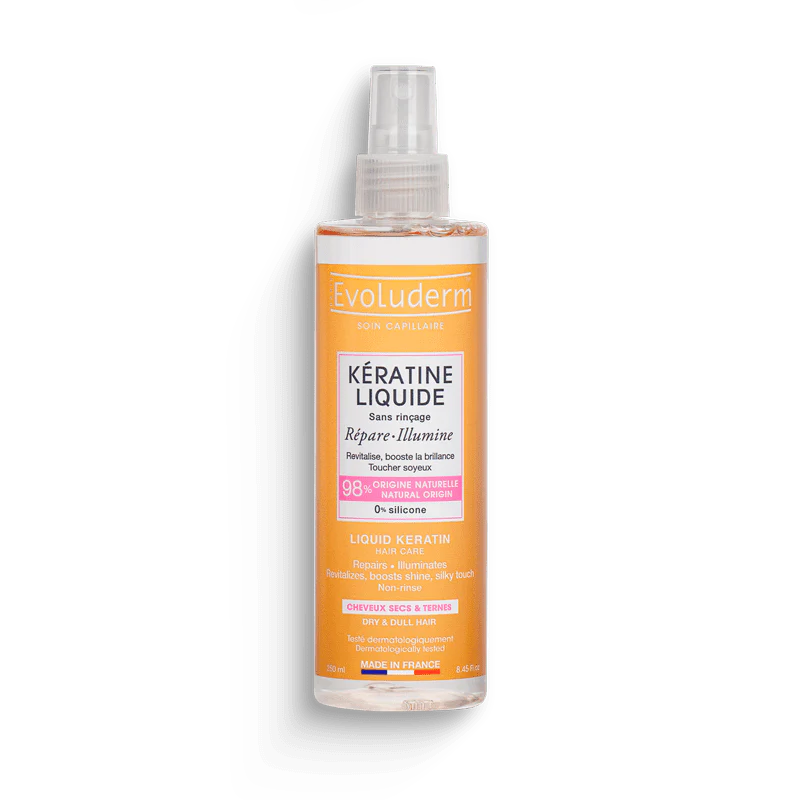 Evoluderm
SOIN CAPILLAIRE
KÉRATINE
LIQUIDE
Sans rinçage
Répare•Illumine
Revitalise, booste la brillance
Toucher soyeux
98% ORIGINE NATURELLE
NATURAL ORIGIN
0% silicone
LIQUID KERATIN
HAIR CARE
Repairs • Illuminates
Revitalizes, boosts shine, silky touch
Non-rinse
CHEVEUX SECS & TERNES
DRY & DULL HAIR
Testé dermatologiquement
Dermatologically tested
250 ml MADE IN FRANCE 8.45 Fl.oz